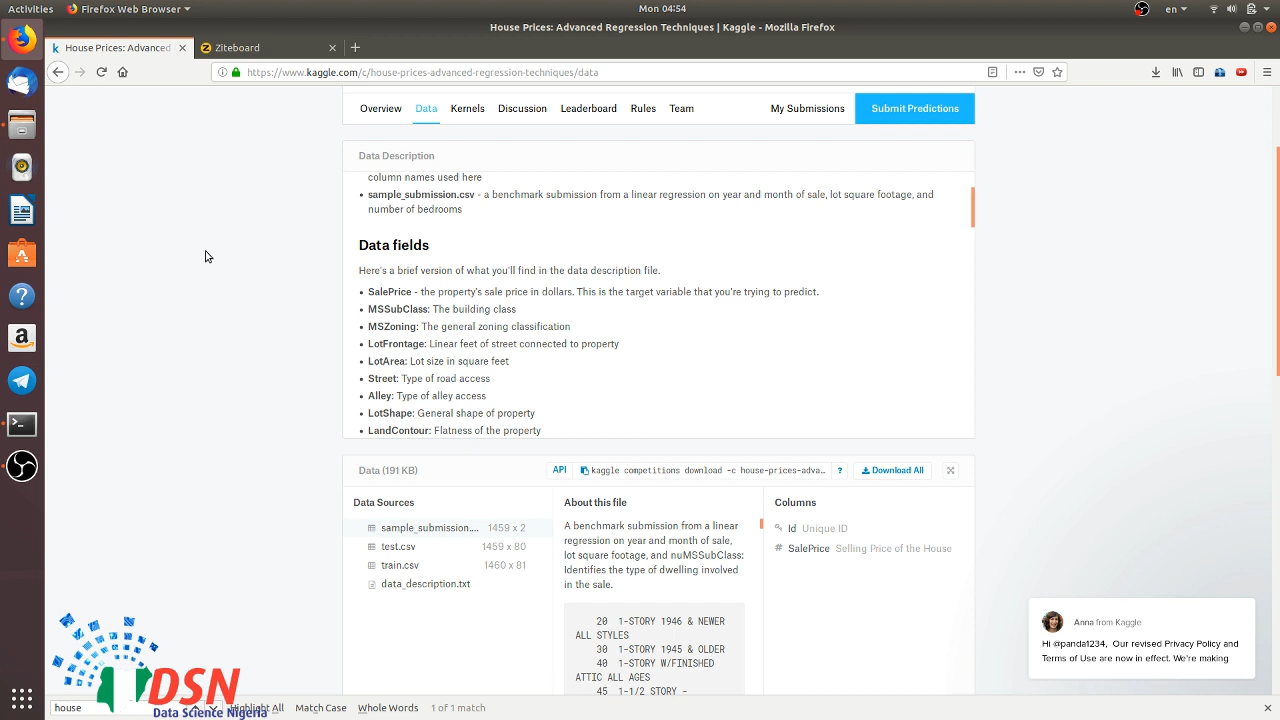 Activities Firefox Web Browser Mon 04:54 en
House Prices: Advanced Regression Techniques | Kaggle - Mozilla Firefox
House Prices: Advanced Ziteboard
https://www.kaggle.com/c/house-prices-advanced-regression-techniques/data
Overview Data Kernels Discussion Leaderboard Rules Team My Submissions Submit Predictions
Data Description
column names used here
• sample_submission.csv - a benchmark submission from a linear regression on year and month of sale, lot square footage, and
number of bedrooms
Data fields
Here's a brief version of what you'll find in the data description file.
• SalePrice - the property's sale price in dollars. This is the target variable that you're trying to predict.
• MSSubClass: The building class
• MSZoning: The general zoning classification
• LotFrontage: Linear feet of street connected to property
• LotArea: Lot size in square feet
• Street: Type of road access
• Alley: Type of alley access
• LotShape: General shape of property
• LandContour: Flatness of the property
Data (191 KB) API kaggle competitions download -c house-prices-adva… ? Download All
Data Sources
sample_submission.... 1459 x 2
test.csv 1459 x 80
train.csv 1460 x 81
data_description.txt
About this file
A benchmark submission from a linear
regression on year and month of sale,
lot square footage, and nuMSSubClass:
Identifies the type of dwelling involved
in the sale.
20 1-STORY 1946 & NEWER
ALL STYLES
30 1-STORY 1945 & OLDER
40 1-STORY W/FINISHED
ATTIC ALL AGES
45 1-1/2 STORY -
Columns
Id Unique ID
# SalePrice Selling Price of the House
Anna from Kaggle
Hi @panda1234, Our revised Privacy Policy and
Terms of Use are now in effect. We're making
DSN
Data Science Nigeria
house Highlight All Match Case Whole Words 1 of 1 match